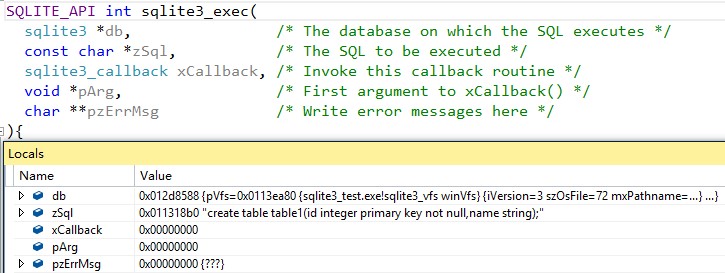 SQLITE_API int sqlite3_exec(
sqlite3 *db, /* The database on which the SQL executes */
const char *zSql, /* The SQL to be executed */
sqlite3_callback xCallback, /* Invoke this callback routine */
void *pArg, /* First argument to xCallback() */
char **pzErrMsg /* Write error messages here */
){
Locals
Name Value
db 0x012d8588 {pVfs=0x0113ea80 {sqlite3_test.exe!sqlite3_vfs winVfs} {iVersion=3 szOsFile=72 mxPathname=...} ...}
zSql 0x011318b0 "create table table1(id integer primary key not null,name string);"
xCallback 0x00000000
pArg 0x00000000
pzErrMsg 0x00000000 {???}